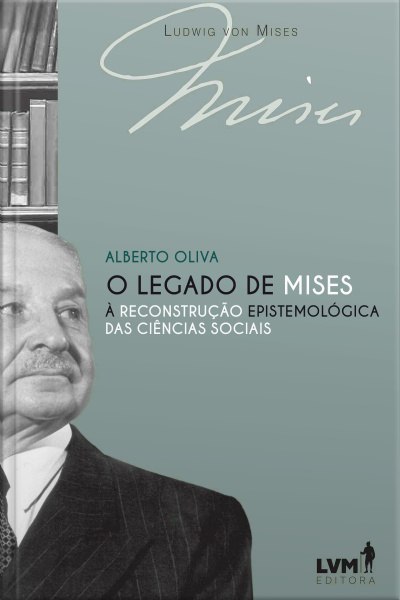 Ludwig von Mises
Mises
ALBERTO OLIVA
O LEGADO DE MISES
À RECONSTRUÇÃO EPISTEMOLÓGICA
DAS CIÊNCIAS SOCIAIS
LVM
EDITORA